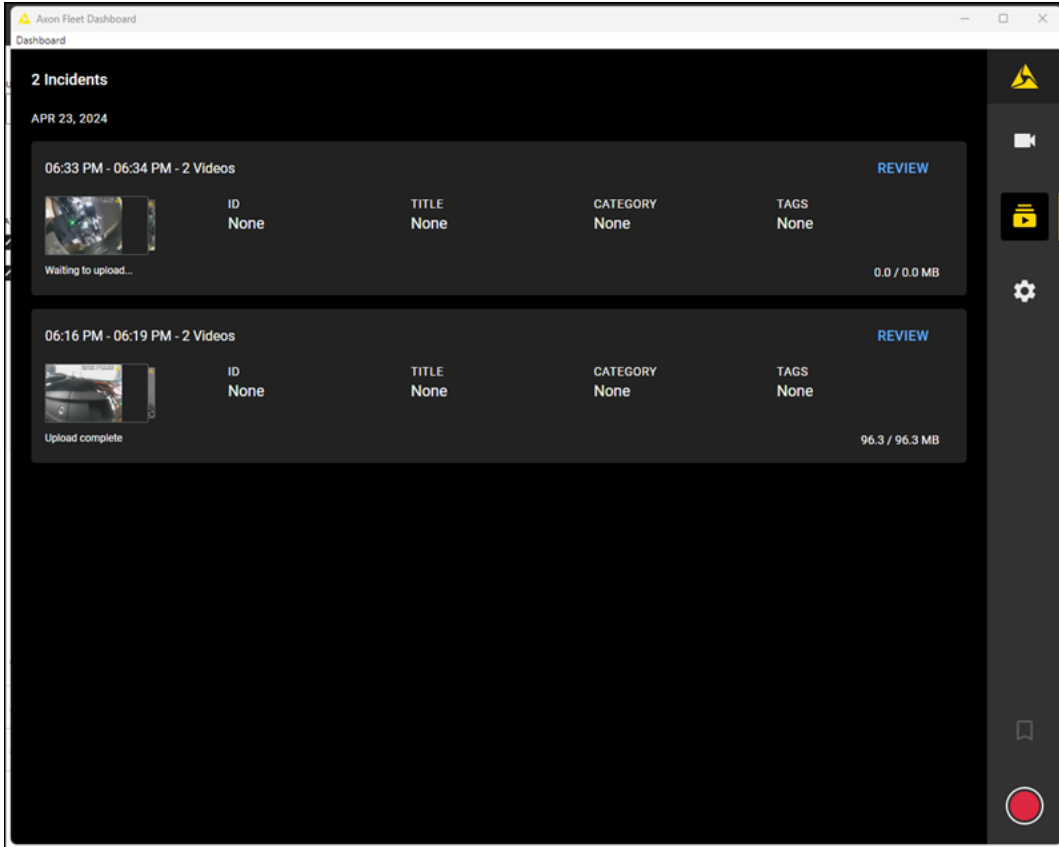 Axon Fleet Dashboard
Dashboard
2 Incidents
APR 23, 2024
06:33 PM - 06:34 PM - 2 Videos
REVIEW
ID
TITLE
CATEGORY
TAGS
None
None
None
None
Waiting to upload...
0.0 / 0.0 MB
06:16 PM - 06:19 PM - 2 Videos
REVIEW
ID
TITLE
CATEGORY
TAGS
None
None
None
None
Upload complete
96.3 / 96.3 MB